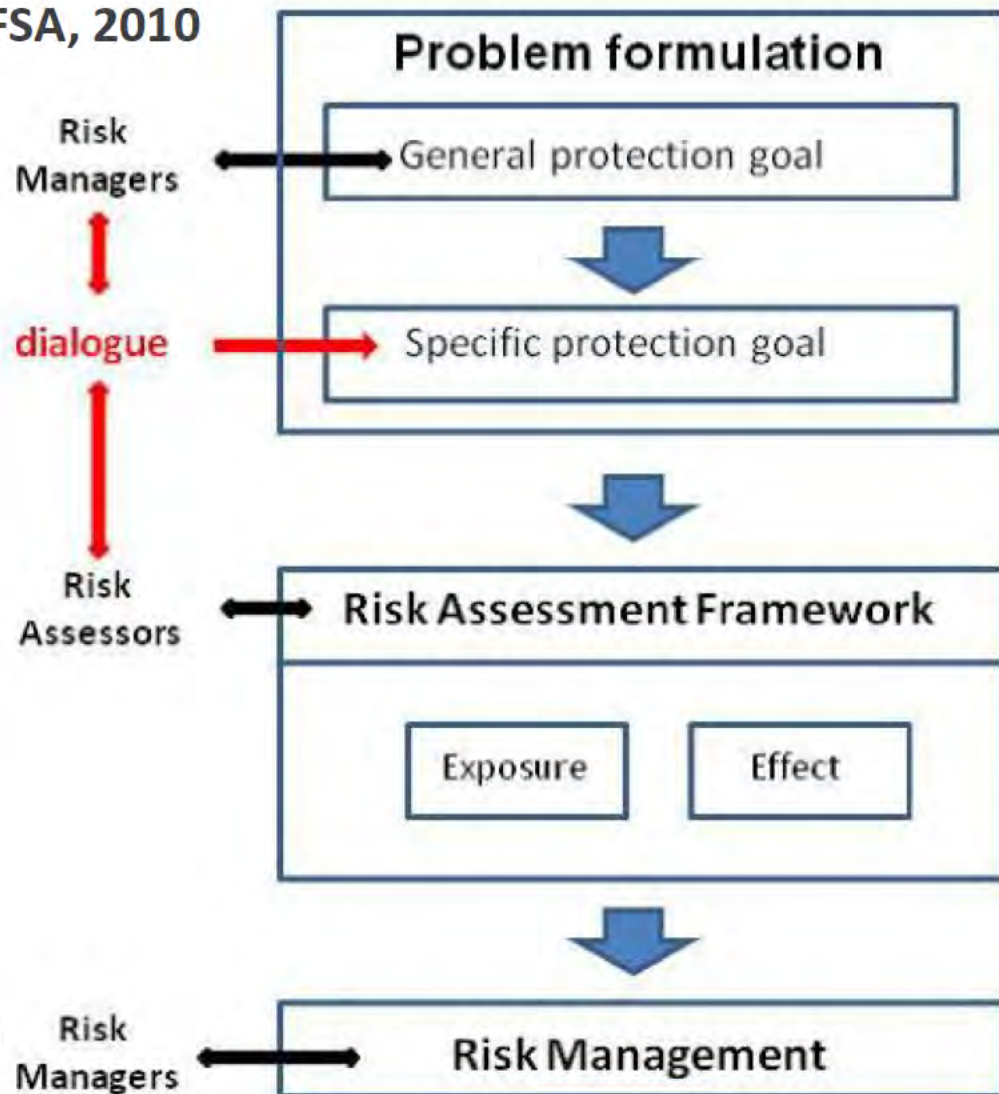 FSA, 2010
Problem formulation
Risk
Managers
General protection goal
dialogue
Specific protection goal
Risk
Assessors
Risk Assessment Framework
Exposure
Effect
Risk
Managers
Risk Management